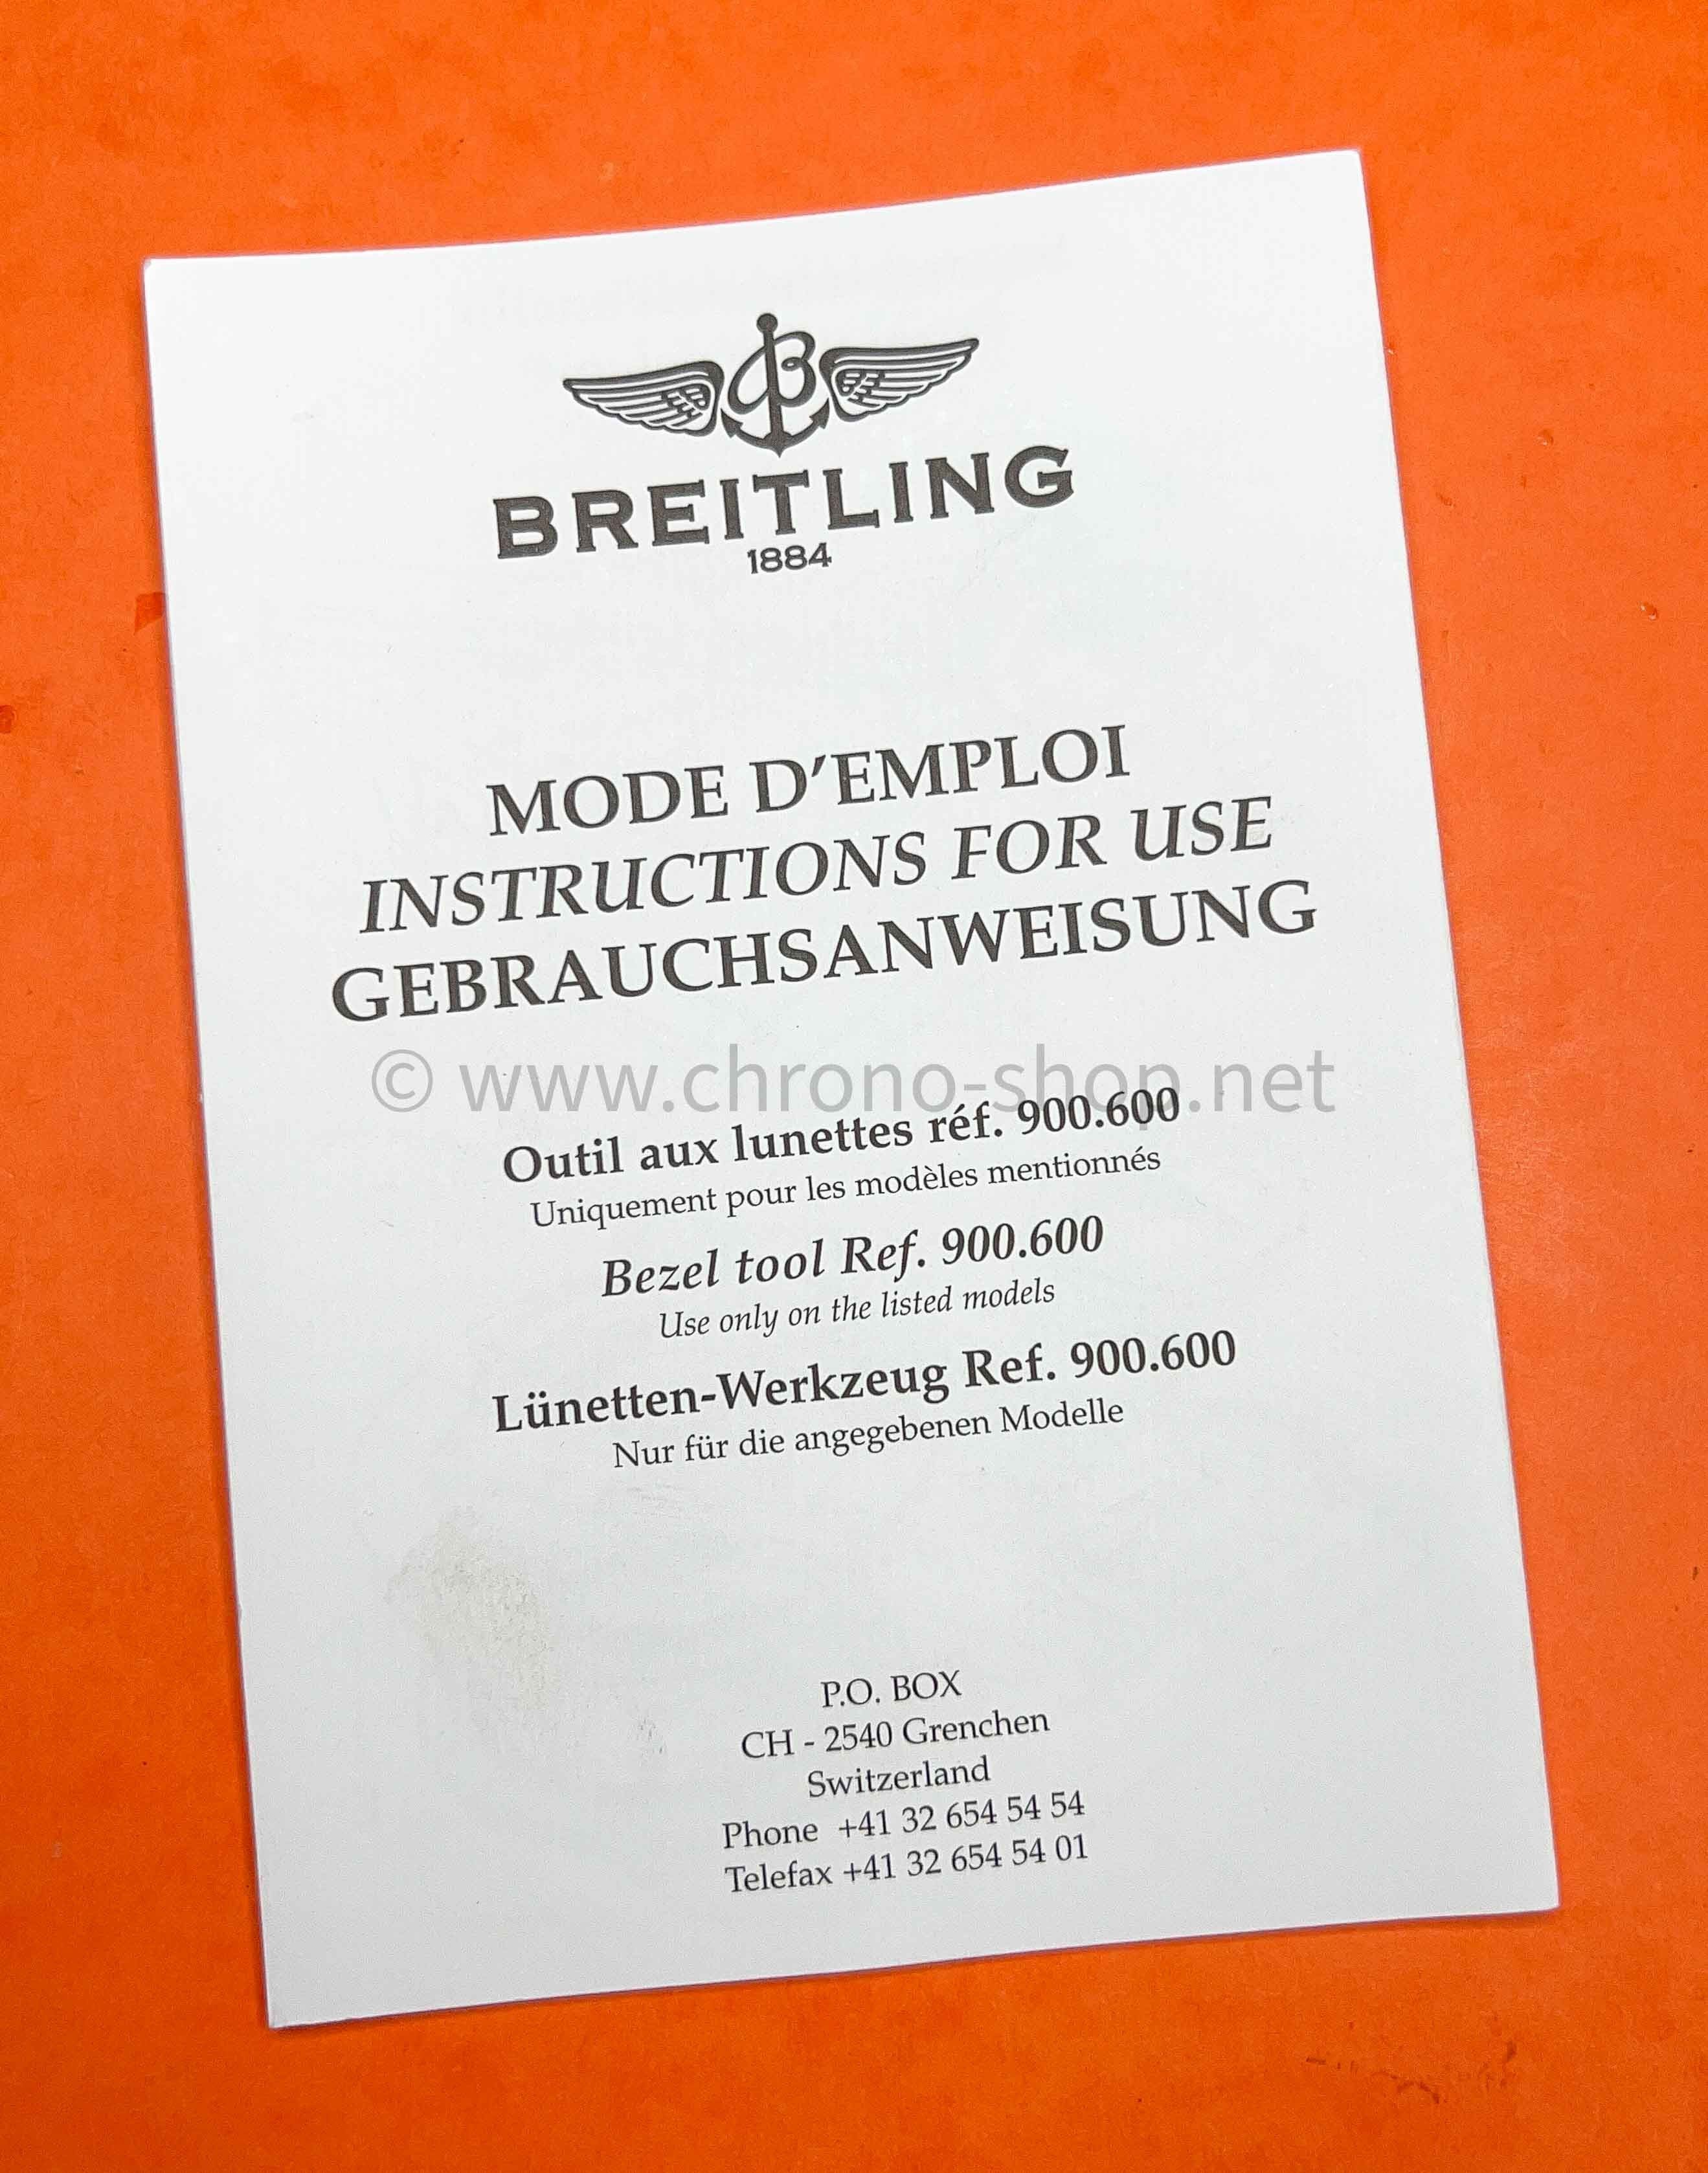 BREITLING
1884
MODE D'EMPLOI
INSTRUCTIONS FOR USE
GEBRAUCHSANWEISUNG
© www.chrono-shop.net
Outil aux lunettes réf. 900.600
Uniquement pour les modèles mentionnés
Bezel tool Ref. 900.600
Use only on the listed models
Lünetten-Werkzeug Ref. 900.600
Nur für die angegebenen Modelle
P.O. BOX
CH - 2540 Grenchen
Switzerland
Phone +41 32 654 54 54
Telefax +41 32 654 54 01